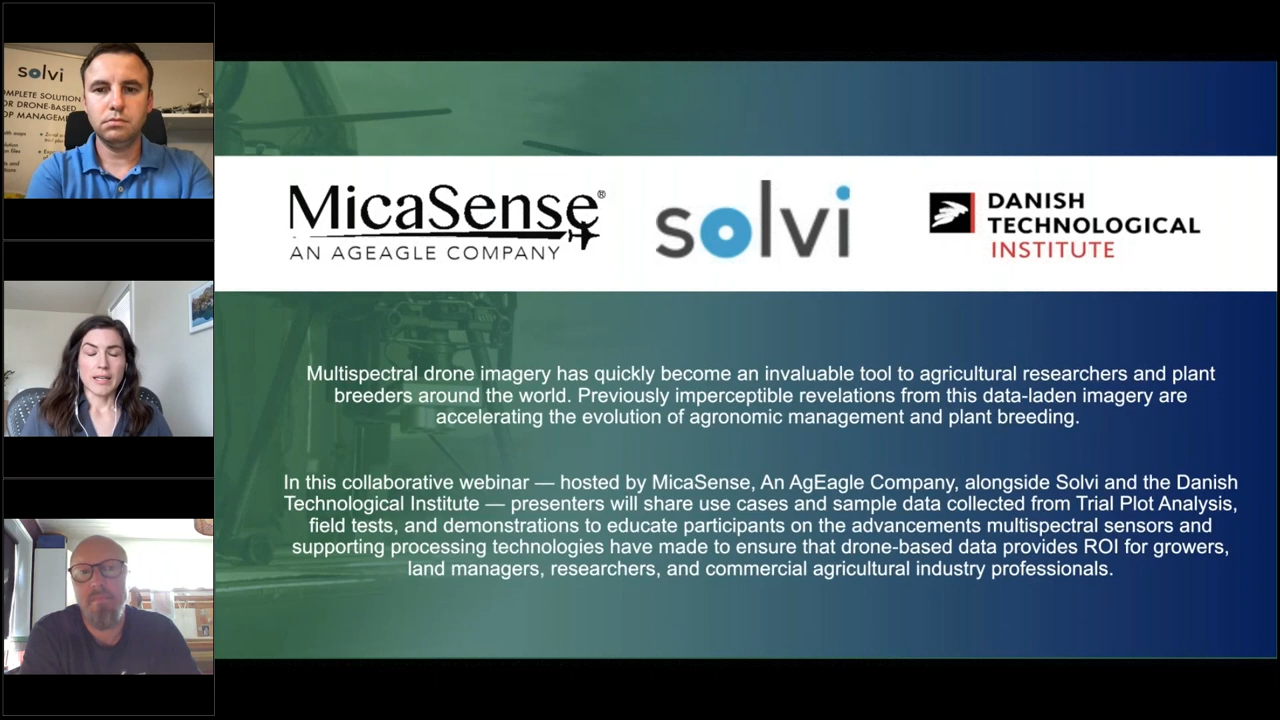 solvi
COMPLETE SOLUTION
FOR DRONE-BASED
CROP MANAGEM
MicaSense®
AN AGEAGLE COMPANY
solvi
DANISH
TECHNOLOGICAL
INSTITUTE
Multispectral drone imagery has quickly become an invaluable tool to agricultural researchers and plant
breeders around the world. Previously imperceptible revelations from this data-laden imagery are
accelerating the evolution of agronomic management and plant breeding.
In this collaborative webinar — hosted by MicaSense, An AgEagle Company, alongside Solvi and the Danish
Technological Institute — presenters will share use cases and sample data collected from Trial Plot Analysis,
field tests, and demonstrations to educate participants on the advancements multispectral sensors and
supporting processing technologies have made to ensure that drone-based data provides ROI for growers,
land managers, researchers, and commercial agricultural industry professionals.